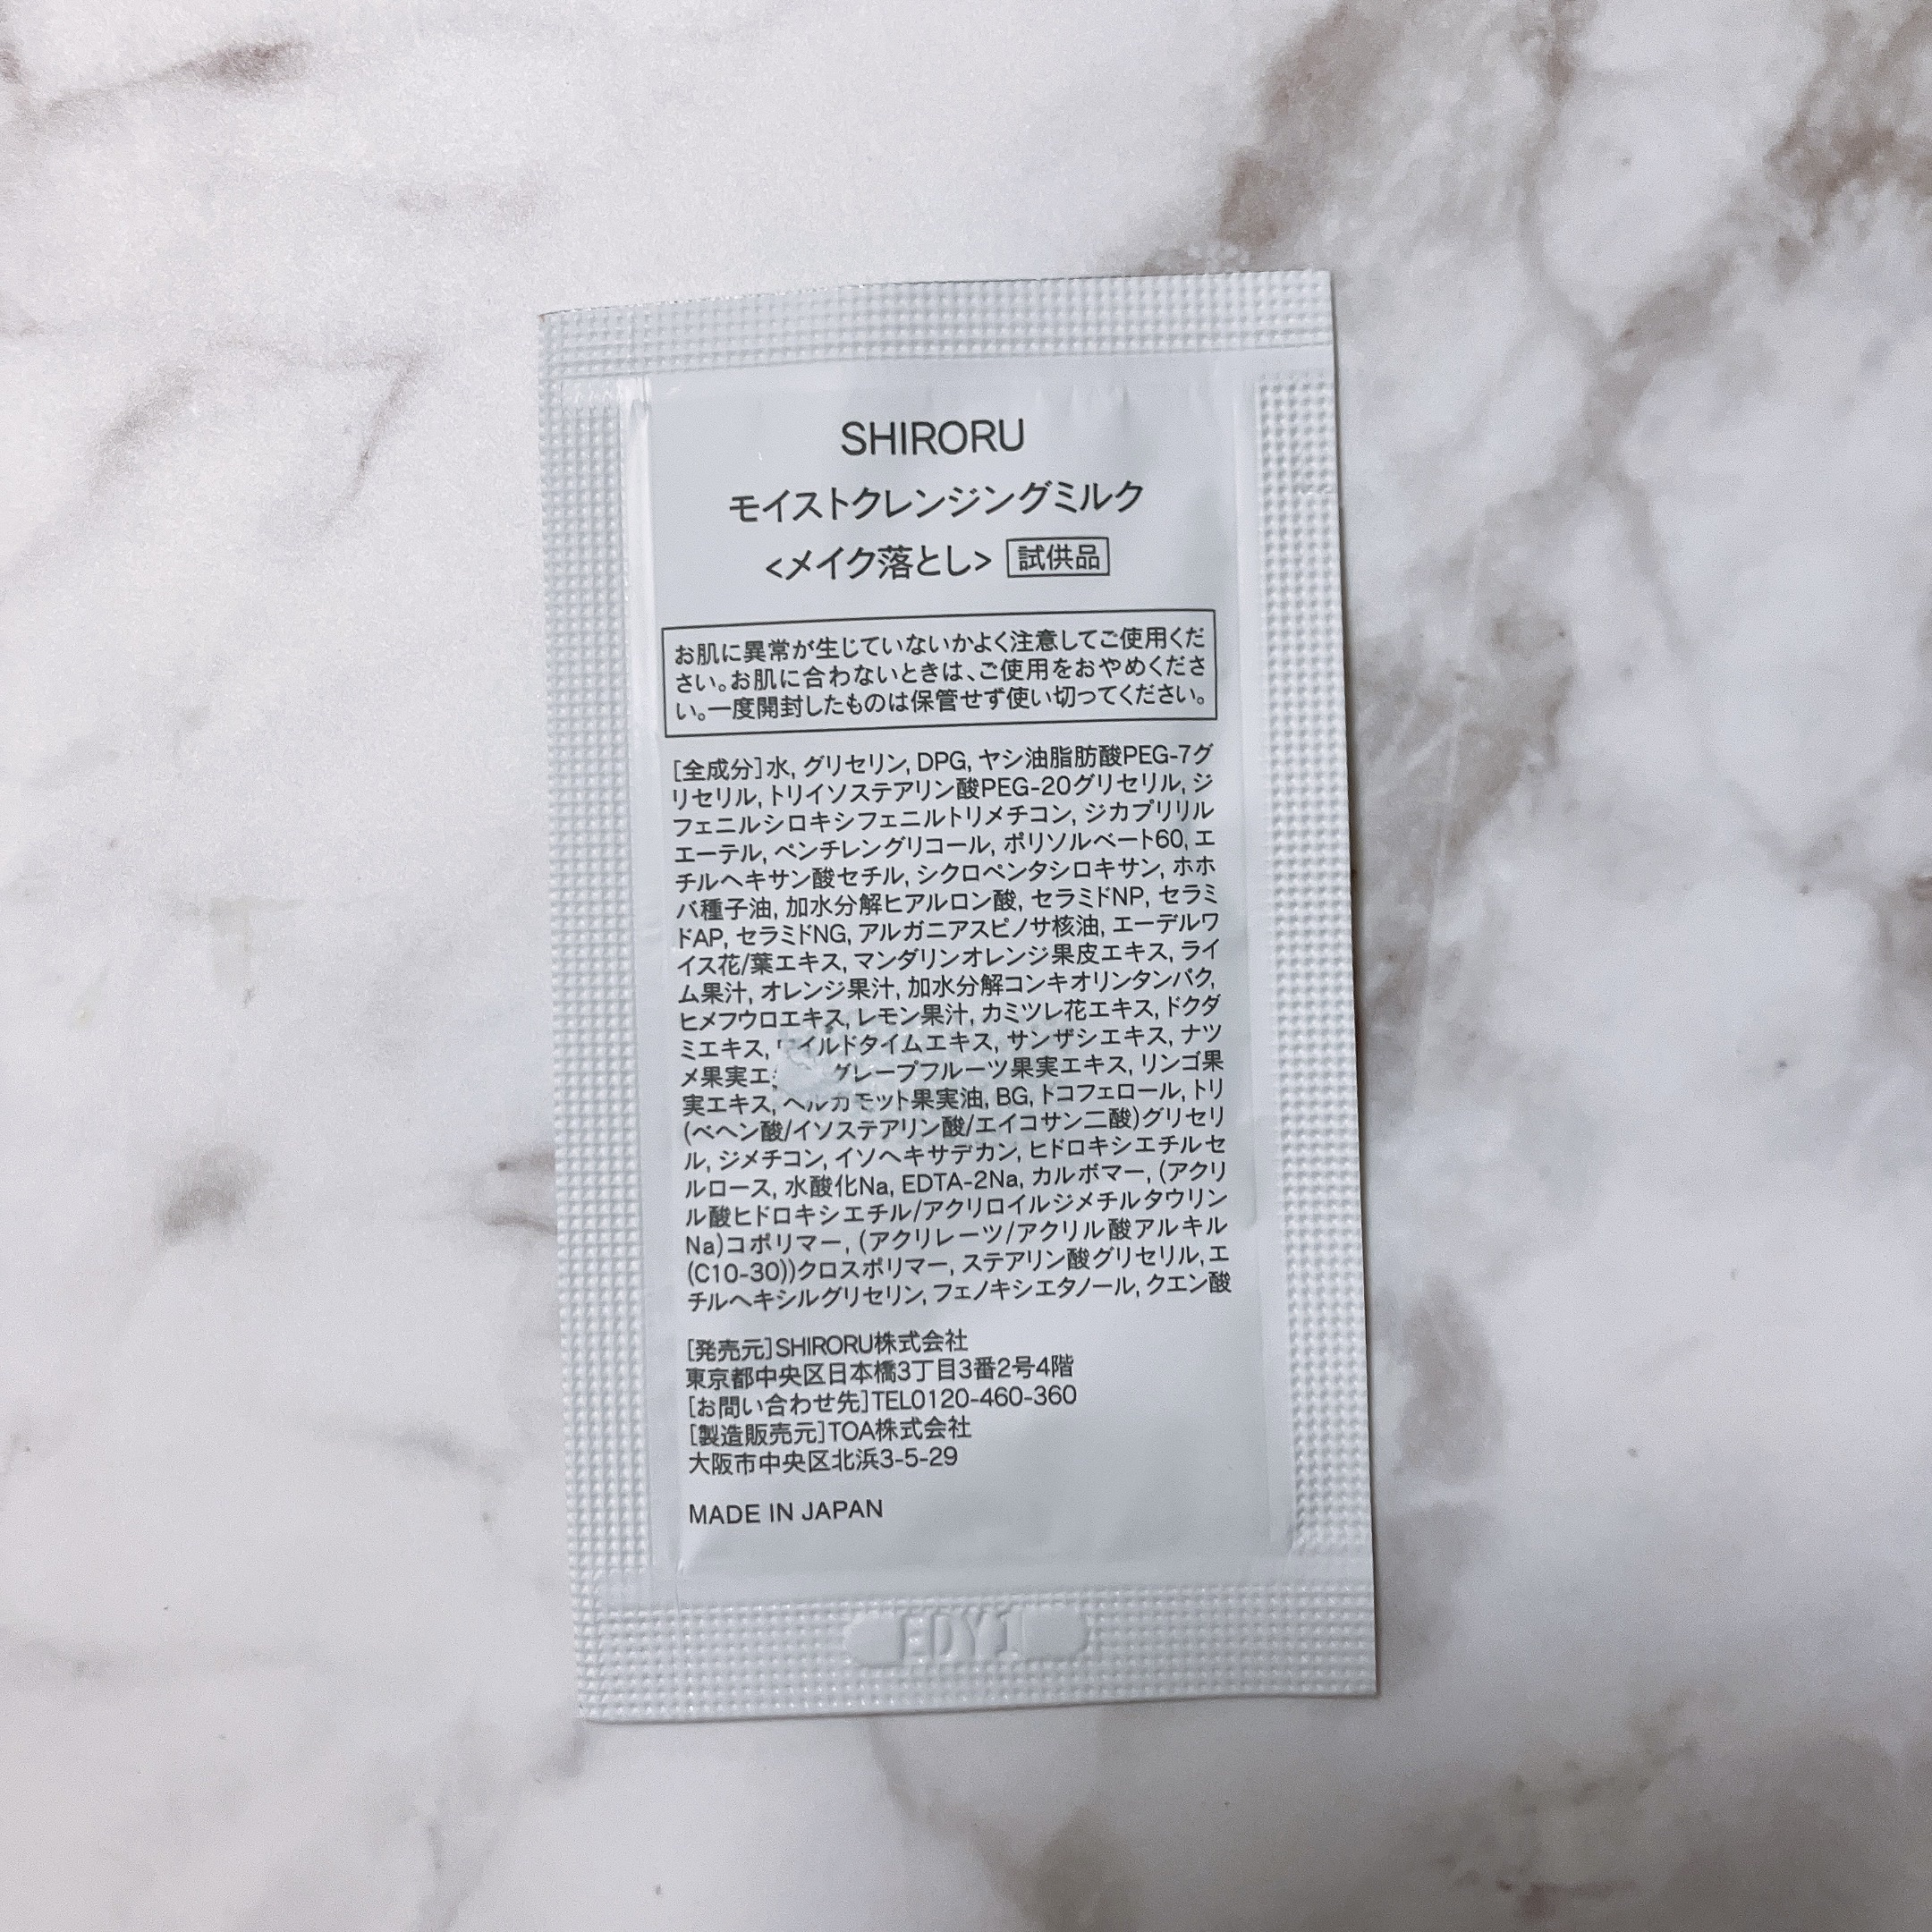 SHIRORU
モイストクレンジングミルク
<メイク落とし> 試供品
お肌に異常が生じていないかよく注意してご使用くだ
さい。お肌に合わないときは、ご使用をおやめくださ
い。一度開封したものは保管せず使い切ってください。
[全成分]水, グリセリン, DPG, ヤシ油脂肪酸PEG-7グ
リセリル, トリイソステアリン酸PEG-20グリセリル, ジ
フェニルシロキシフェニルトリメチコン, ジカプリリル
エーテル, ペンチレングリコール, ポリソルベート60, エ
チルヘキサン酸セチル, シクロペンタシロキサン, ホホ
バ種子油, 加水分解ヒアルロン酸, セラミドNP, セラミ
ドAP, セラミドNG, アルガニアスピノサ核油, エーデルワ
イス花/葉エキス, マンダリンオレンジ果皮エキス, ライ
ム果汁, オレンジ果汁, 加水分解コンキオリンタンパク,
ヒメフウロエキス, レモン果汁, カミツレ花エキス, ドクダ
ミエキス, ワイルドタイムエキス, サンザシエキス, ナツ
メ果実エ グレープフルーツ果実エキス, リンゴ果
実エキス, ベルガモット果実油, BG, トコフェロール, トリ
(ベヘン酸/イソステアリン酸/エイコサン二酸)グリセリ
ル, ジメチコン, イソヘキサデカン, ヒドロキシエチルセ
ルロース, 水酸化Na, EDTA-2Na, カルボマー, (アクリ
ル酸ヒドロキシエチル/アクリロイルジメチルタウリン
Na)コポリマー, (アクリレーツ/アクリル酸アルキル
(C10-30))クロスポリマー, ステアリン酸グリセリル, エ
チルヘキシルグリセリン, フェノキシエタノール, クエン酸
[発売元]SHIRORU株式会社
東京都中央区日本橋3丁目3番2号4階
[お問い合わせ先]TEL0120-460-360
[製造販売元]TOA株式会社
大阪市中央区北浜3-5-29
MADE IN JAPAN